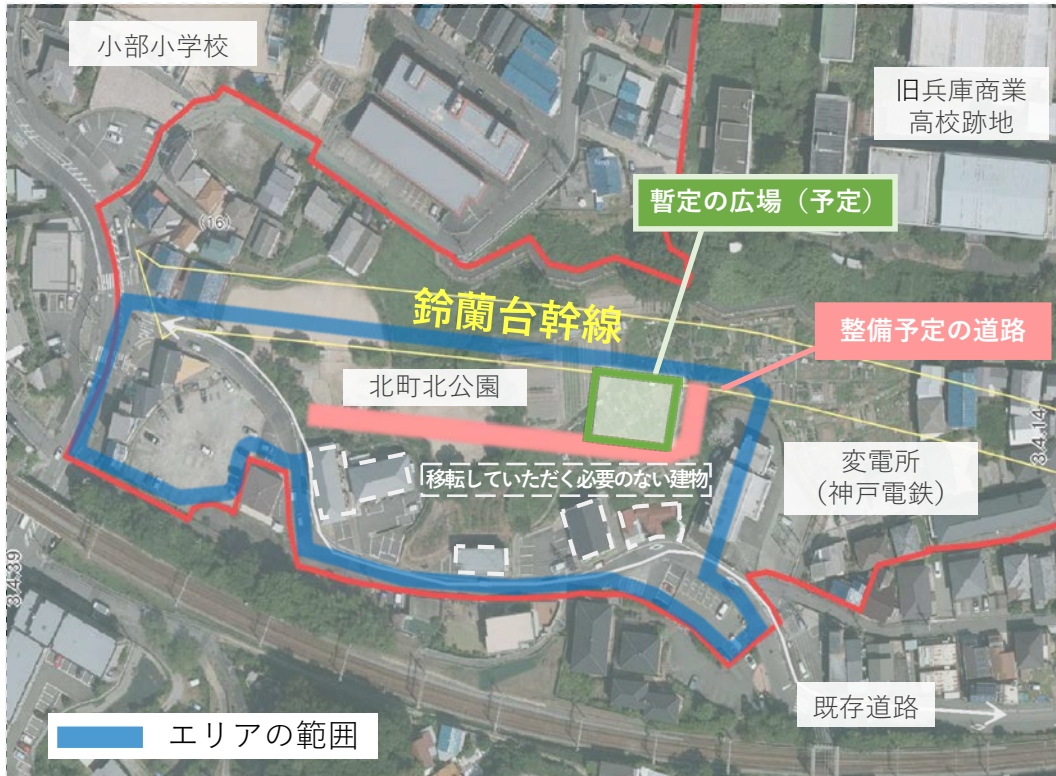 小部小学校
旧兵庫商業
高校跡地
暫定の広場（予定）
(16)
鈴蘭台幹線
整備予定の道路
北町北公園
3.4.14
変電所
（神戸電鉄）
移転していただく必要のない建物
3.4.39
既存道路
エリアの範囲